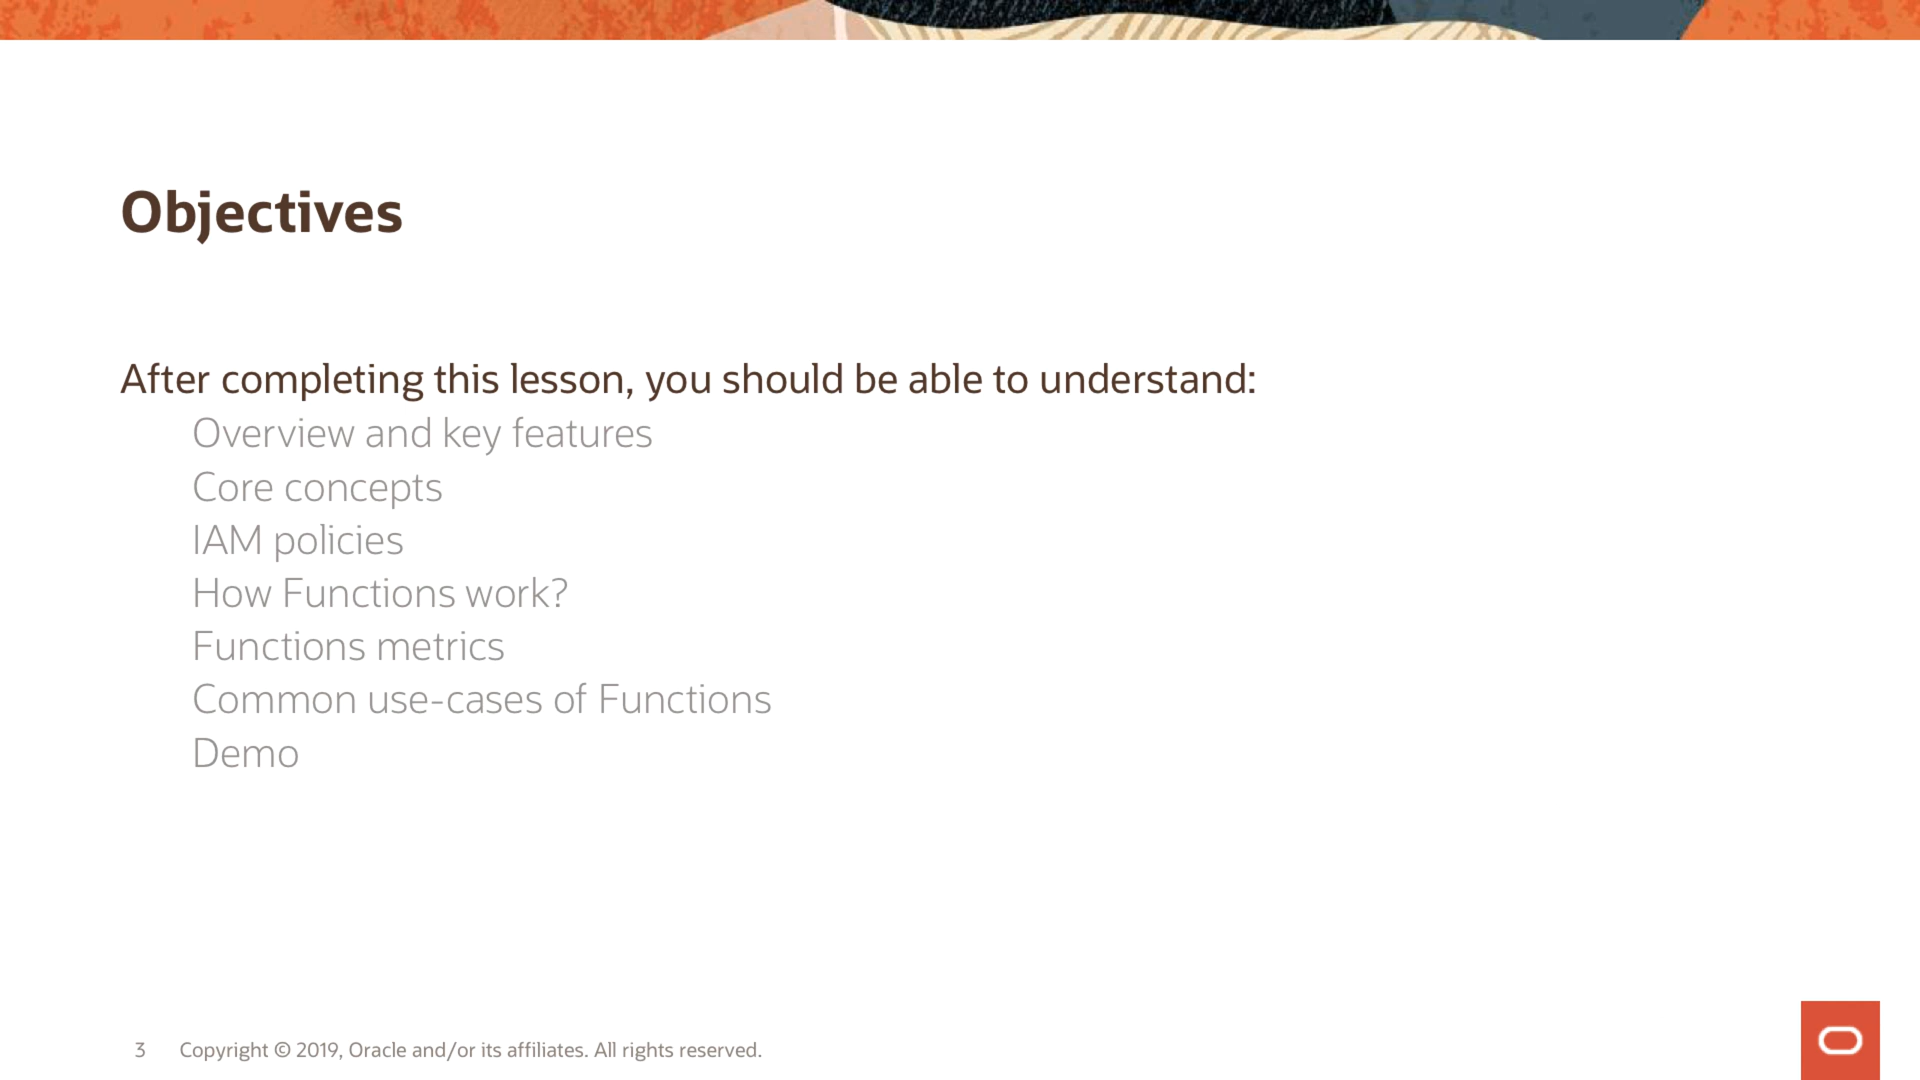 Objectives
After completing this lesson, you should be able to understand:
Overview and key features
Core concepts
IAM policies
How Functions work?
Functions metrics
Common use-cases of Functions
Demo
3 Copyright © 2019, Oracle and/or its affiliates. All rights reserved.